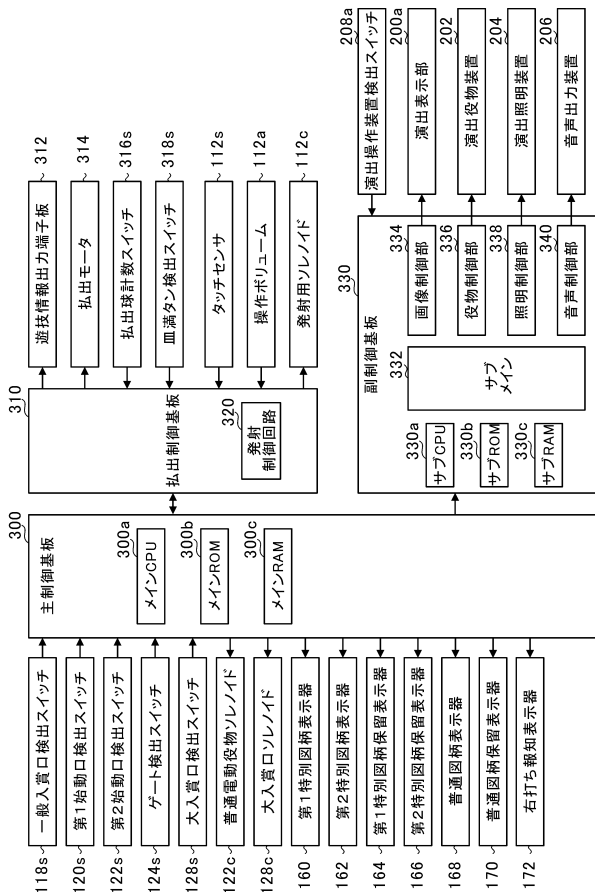 118s
一般入賞口検出スイッチ
120s
第1始動口検出スイッチ
122s
第2始動口検出スイッチ
124s
ゲート検出スイッチ
128s
大入賞口検出スイッチ
122c
普通電動役物ソレノイド
128c
大入賞口ソレノイド
160
第1特別図柄表示器
162
第2特別図柄表示器
164
第1特別図柄保留表示器
166
第2特別図柄保留表示器
168
普通図柄表示器
170
普通図柄保留表示器
172
右打ち報知表示器
300
主制御基板
300a
メインCPU
300b
メインROM
300c
メインRAM
310
払出制御基板
320
発射
制御回路
遊技情報出力端子板
312
払出モータ
314
払出球計数スイッチ
316s
皿満タン検出スイッチ
318s
タッチセンサ
112s
操作ボリューム
112a
発射用ソレノイド
112c
330
副制御基板
330a
サブCPU
330b
サブROM
330c
サブRAM
332
サブ
メイン
334
画像制御部
336
役物制御部
338
照明制御部
340
音声制御部
演出操作装置検出スイッチ
208a
演出表示部
200a
演出役物装置
202
演出照明装置
204
音声出力装置
206